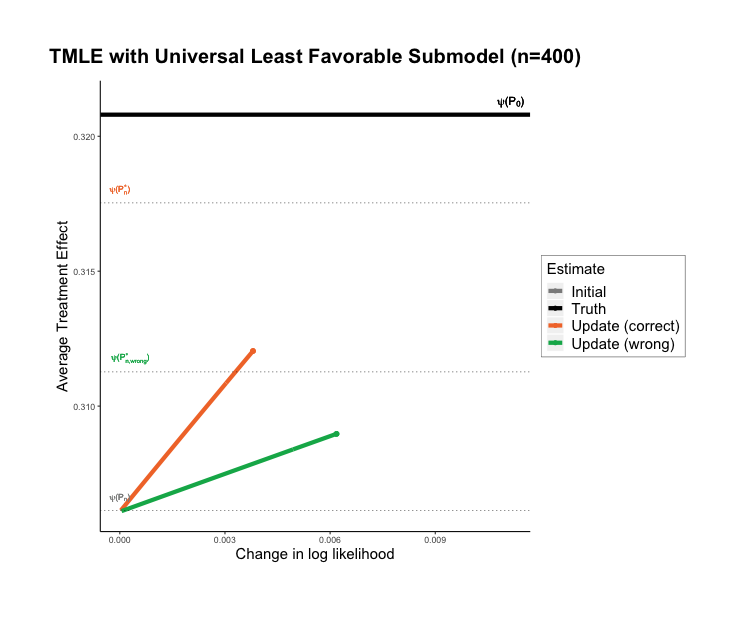 TMLE with Universal Least Favorable Submodel (n=400)
ψ(P₀)
0.320
ψ(Pₙ*)
0.315
Average Treatment Effect
ψ(P*ₙ,wrong)
0.310
ψ(Pₙ)
0.000 0.003 0.006 0.009
Change in log likelihood
Estimate
Initial
Truth
Update (correct)
Update (wrong)